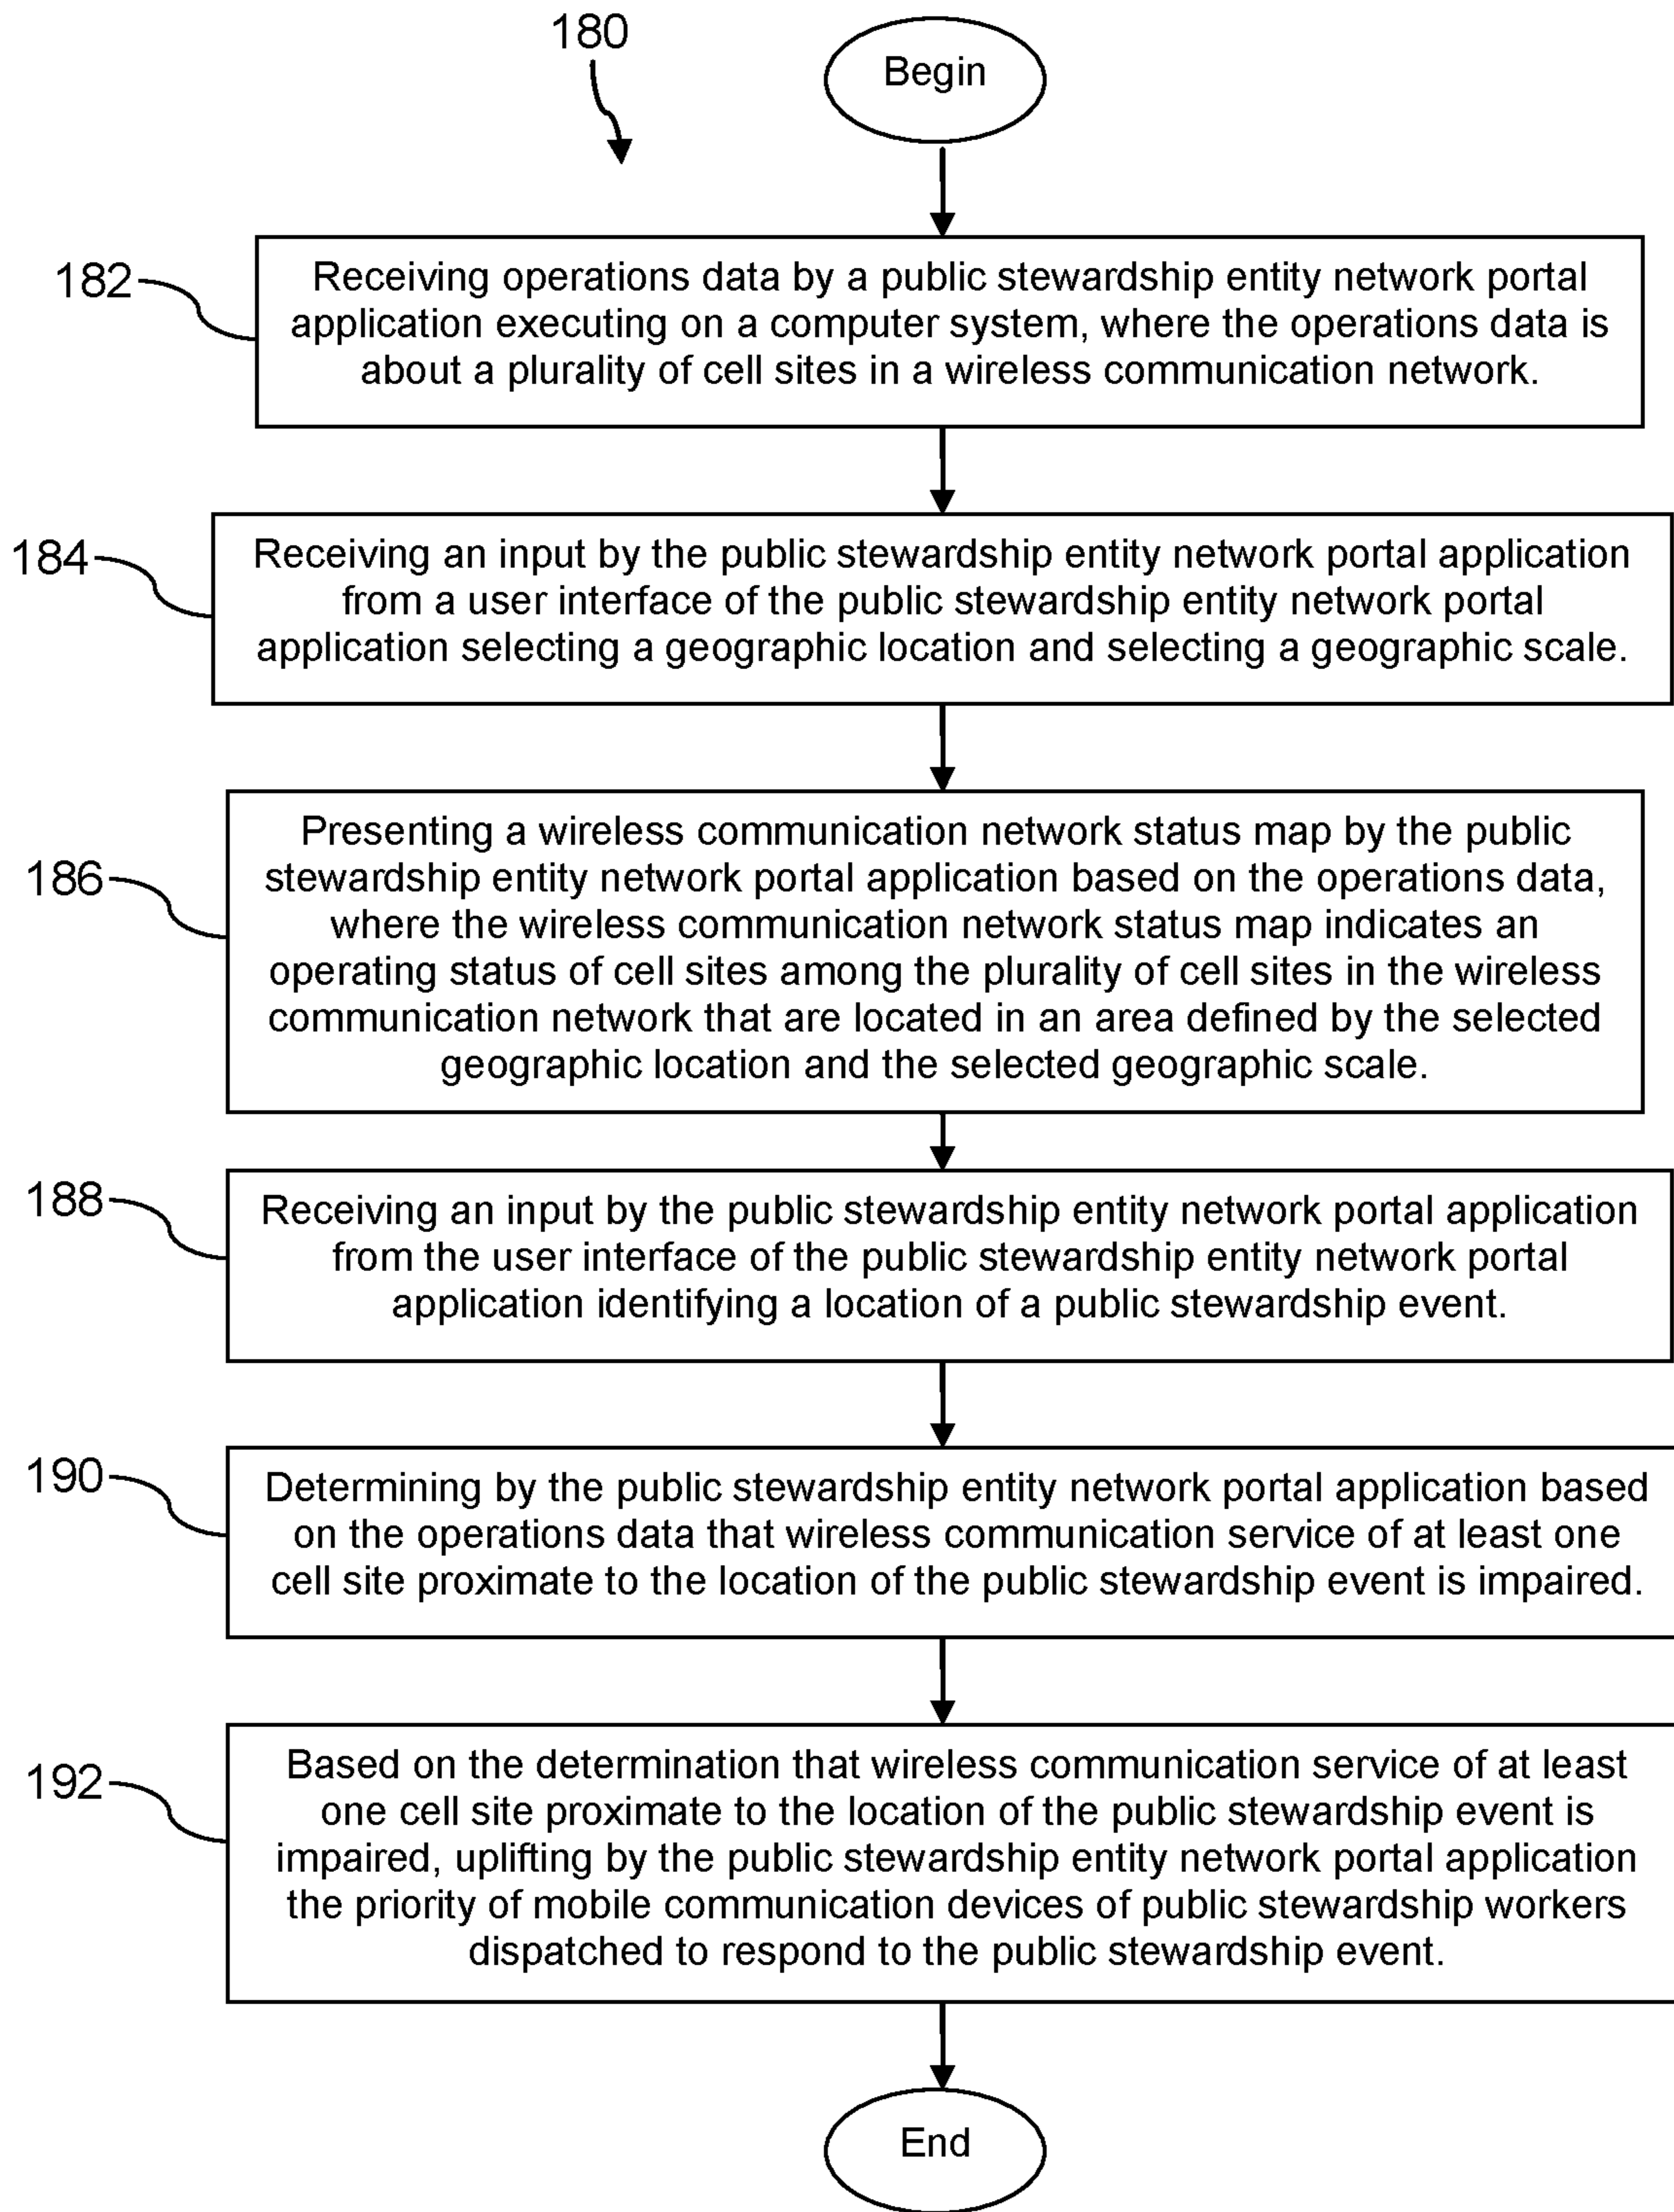 180
Begin
182
Receiving operations data by a public stewardship entity network portal
application executing on a computer system, where the operations data is
about a plurality of cell sites in a wireless communication network.
184
Receiving an input by the public stewardship entity network portal application
from a user interface of the public stewardship entity network portal
application selecting a geographic location and selecting a geographic scale.
186
Presenting a wireless communication network status map by the public
stewardship entity network portal application based on the operations data,
where the wireless communication network status map indicates an
operating status of cell sites among the plurality of cell sites in the wireless
communication network that are located in an area defined by the selected
geographic location and the selected geographic scale.
188
Receiving an input by the public stewardship entity network portal application
from the user interface of the public stewardship entity network portal
application identifying a location of a public stewardship event.
190
Determining by the public stewardship entity network portal application based
on the operations data that wireless communication service of at least one
cell site proximate to the location of the public stewardship event is impaired.
192
Based on the determination that wireless communication service of at least
one cell site proximate to the location of the public stewardship event is
impaired, uplifting by the public stewardship entity network portal application
the priority of mobile communication devices of public stewardship workers
dispatched to respond to the public stewardship event.
End